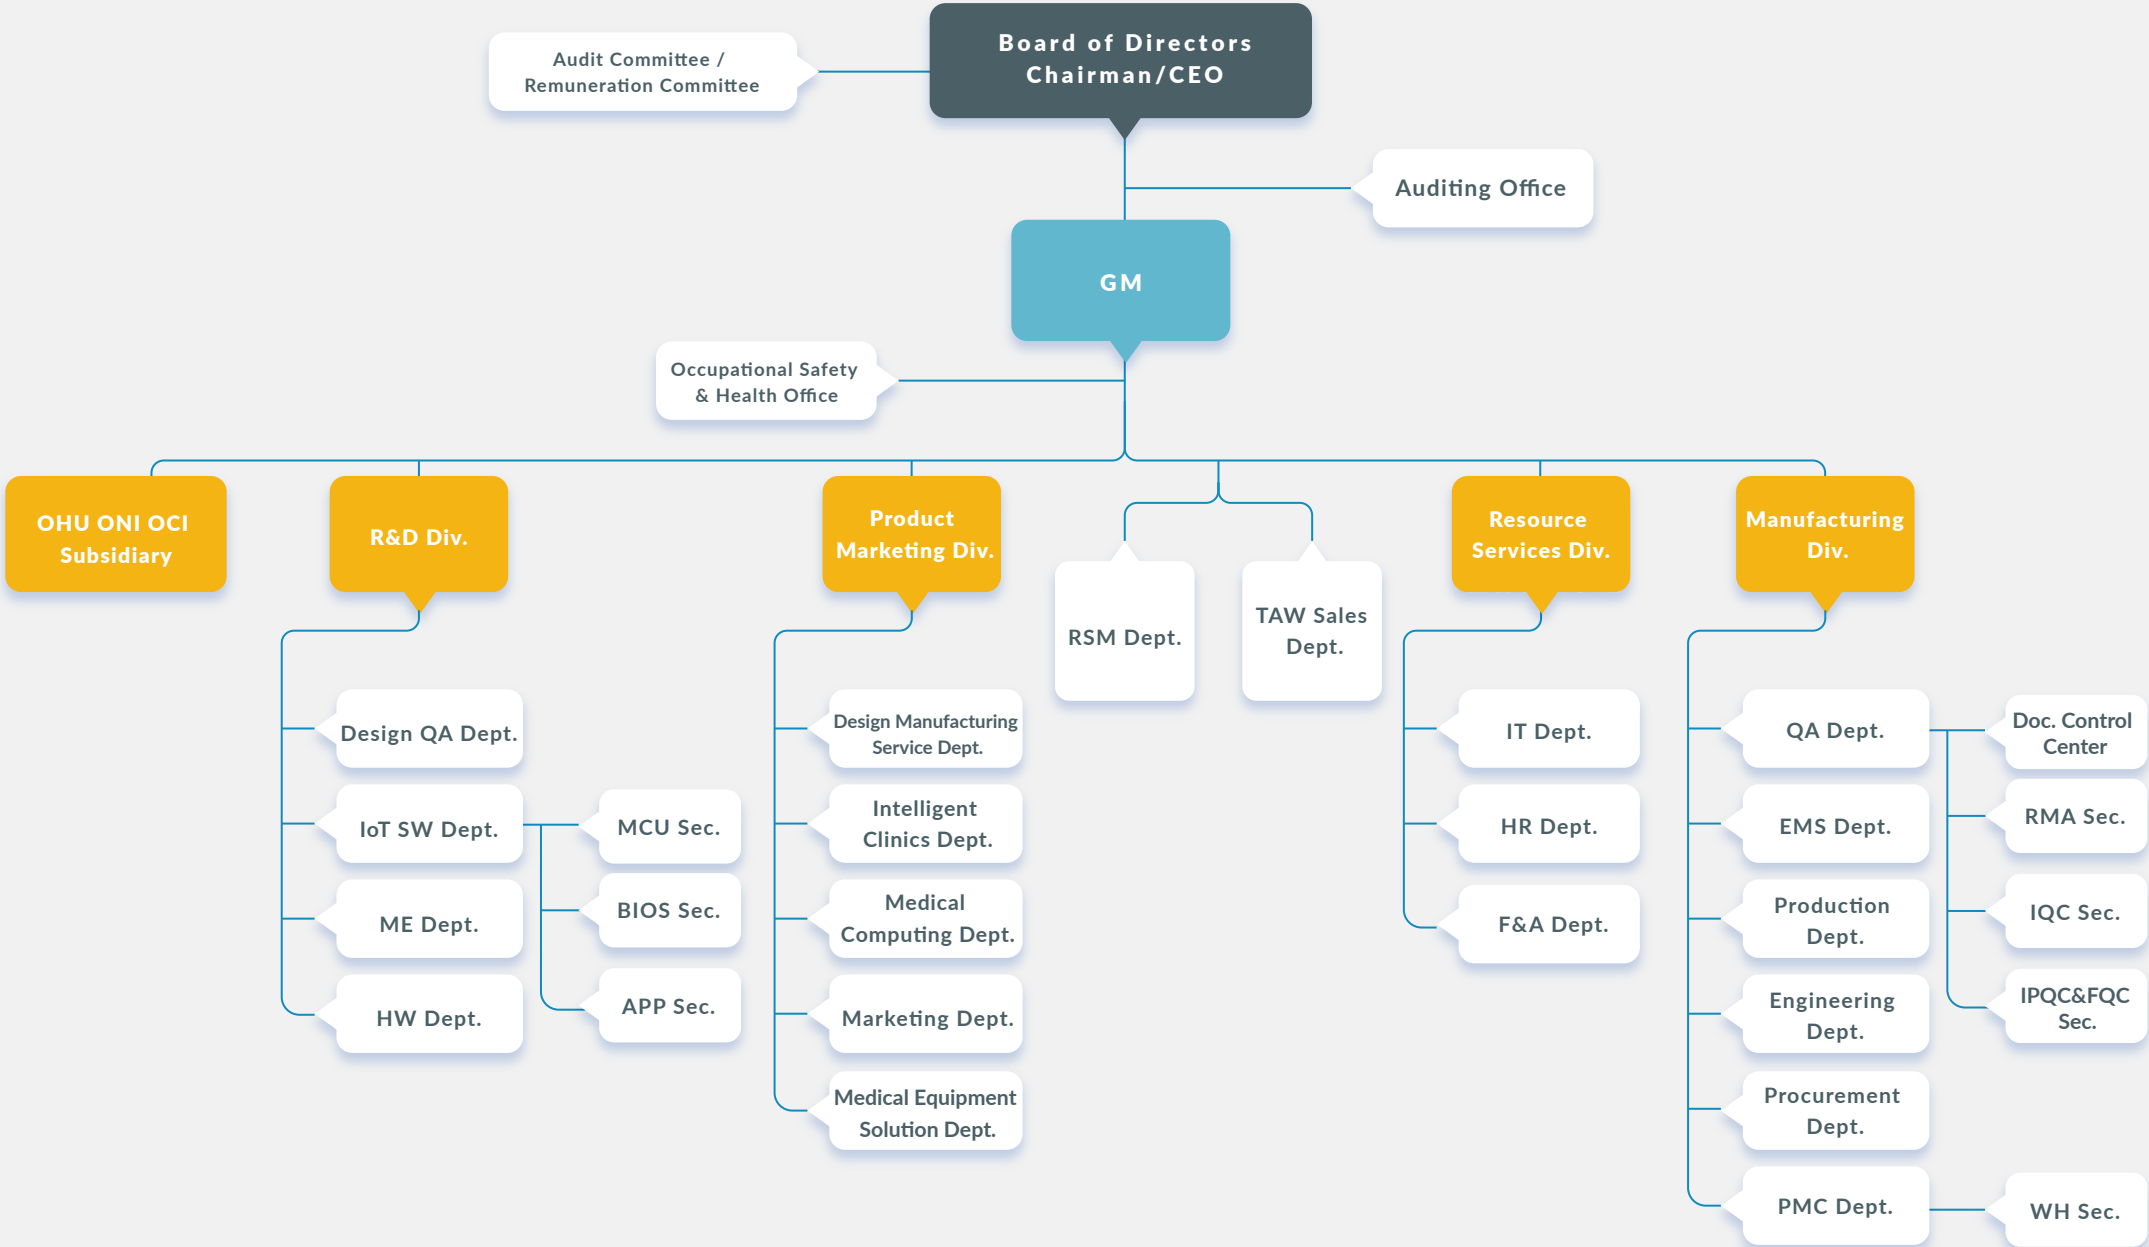 Board of Directors
Chairman/CEO
Audit Committee /
Remuneration Committee
Auditing Office
GM
Occupational Safety
& Health Office
OHU ONI OCI
Subsidiary
R&D Div.
Product
Marketing Div.
RSM Dept.
TAW Sales
Dept.
Resource
Services Div.
Manufacturing
Div.
Design QA Dept.
IoT SW Dept.
ME Dept.
HW Dept.
MCU Sec.
BIOS Sec.
APP Sec.
Design Manufacturing
Service Dept.
Intelligent
Clinics Dept.
Medical
Computing Dept.
Marketing Dept.
Medical Equipment
Solution Dept.
IT Dept.
HR Dept.
F&A Dept.
QA Dept.
EMS Dept.
Production
Dept.
Engineering
Dept.
Procurement
Dept.
PMC Dept.
Doc. Control
Center
RMA Sec.
IQC Sec.
IPQC&FQC
Sec.
WH Sec.